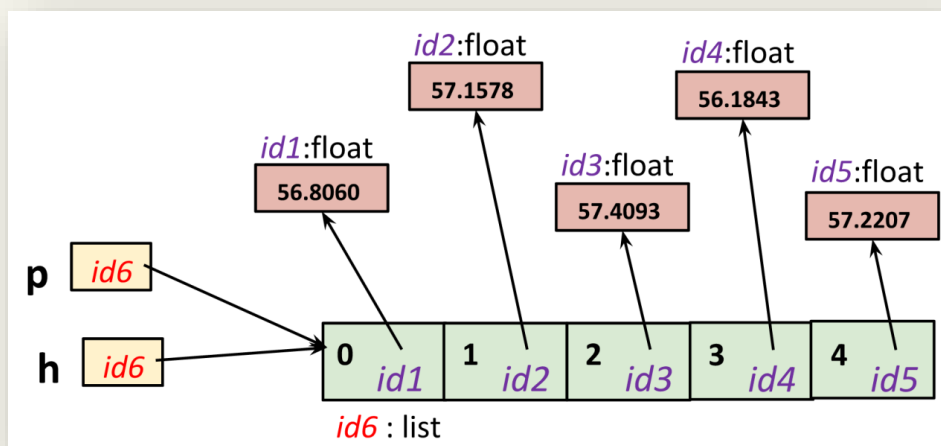 id2:float
57.1578
id4:float
56.1843
id1:float
56.8060
id3:float
57.4093
id5:float
57.2207
p id6
h id6
0 id1 1 id2 2 id3 3 id4 4 id5
id6 : list